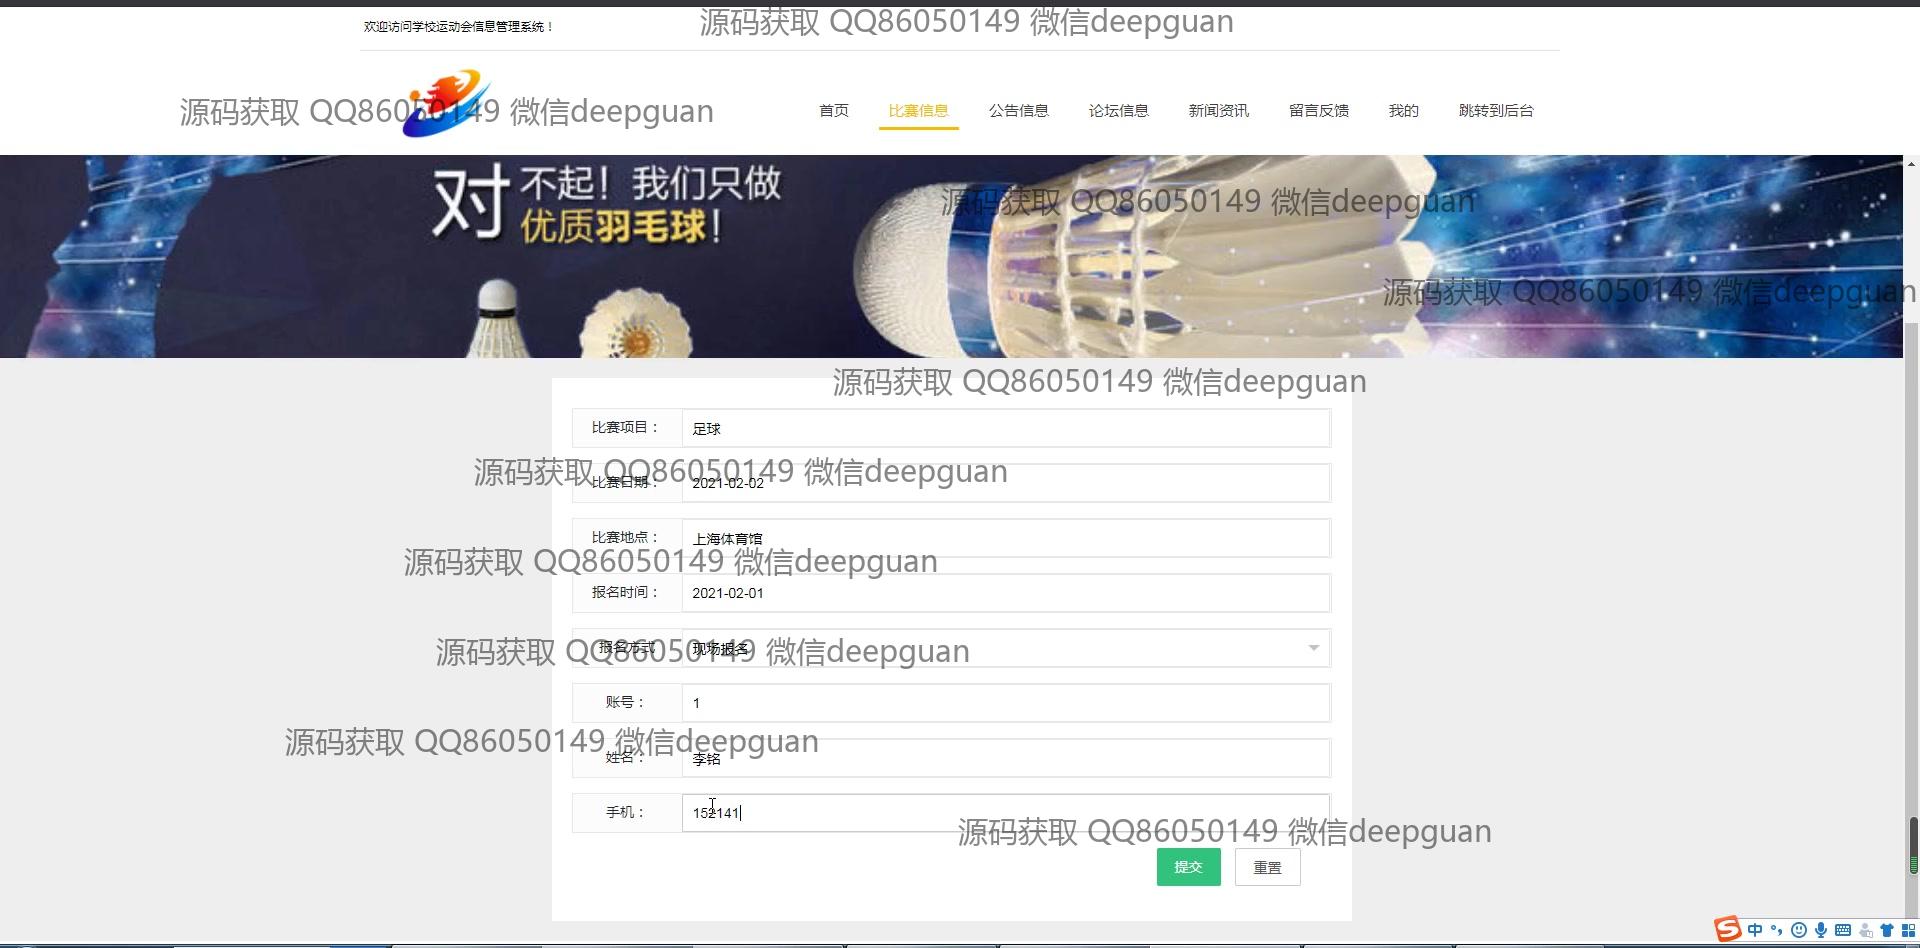 欢迎访问学校运动会信息管理系统！
源码获取 QQ86050149 微信deepguan
源码获取 QQ86050149 微信deepguan
首页 比赛信息 公告信息 论坛信息 新闻资讯 留言反馈 我的 跳转到后台
对不起！我们只做
优质羽毛球！
源码获取 QQ86050149 微信deepguan
源码获取 QQ86050149 微信deepguan
源码获取 QQ86050149 微信deepguan
比赛项目： 足球
源码获取 QQ86050149 微信deepguan
比赛日期： 2021-02-02
比赛地点： 上海体育馆
源码获取 QQ86050149 微信deepguan
报名时间： 2021-02-01
报名方式 现场报名
源码获取 QQ86050149 微信deepguan
账号： 1
源码获取 QQ86050149 微信deepguan
姓名： 李铭
手机： 152141
源码获取 QQ86050149 微信deepguan
提交 重置
中